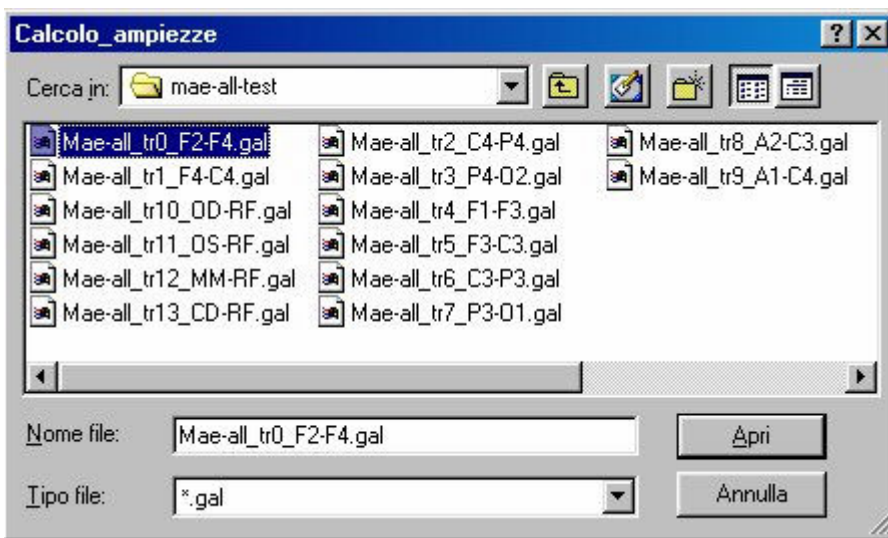 Calcolo_ampiezze
Cerca in: mae-all-test
Mae-all_tr0_F2-F4.gal
Mae-all_tr1_F4-C4.gal
Mae-all_tr10_OD-RF.gal
Mae-all_tr11_OS-RF.gal
Mae-all_tr12_MM-RF.gal
Mae-all_tr13_CD-RF.gal
Mae-all_tr2_C4-P4.gal
Mae-all_tr3_P4-O2.gal
Mae-all_tr4_F1-F3.gal
Mae-all_tr5_F3-C3.gal
Mae-all_tr6_C3-P3.gal
Mae-all_tr7_P3-O1.gal
Mae-all_tr8_A2-C3.gal
Mae-all_tr9_A1-C4.gal
Nome file: Mae-all_tr0_F2-F4.gal Apri
Tipo file: *.gal Annulla